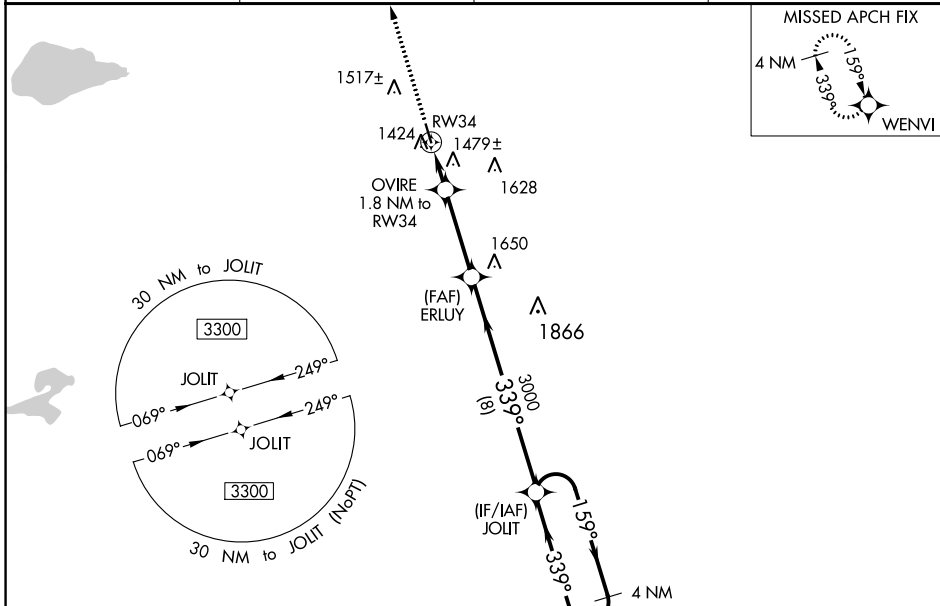 MISSED APCH FIX
4 NM
159°
339°
WENVI
1517±
RW34
1424
1479±
1628
OVIRE
1.8 NM to
RW34
1650
(FAF)
ERLUY
1866
30 NM to JOLIT
3300
JOLIT
249°
069°
249°
069°
JOLIT
3300
30 NM to JOLIT (NoPT)
3000
339°
(8)
(IF/IAF)
JOLIT
159°
339°
4 NM